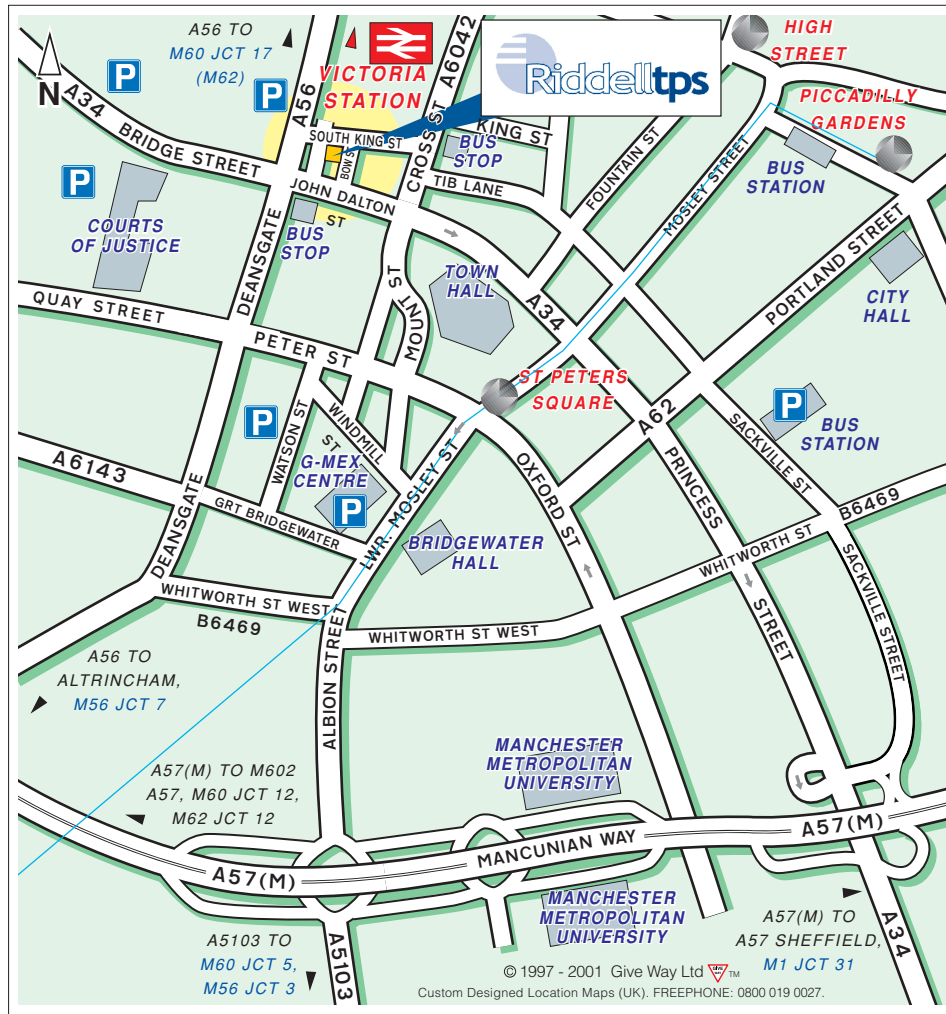 A56 TO
M60 JCT 17
(M62)
N
P
P
A34
BRIDGE STREET
A56
VICTORIA
STATION
A6042
CROSS ST
Riddelltps
HIGH
STREET
PICCADILLY
GARDENS
SOUTH KING ST
BOW S
KING ST
BUS
STOP
TIB LANE
FOUNTAIN ST
MOSLEY STREET
BUS
STATION
P
COURTS
OF JUSTICE
JOHN DALTON
ST
BUS
STOP
DEANSGATE
MOUNT ST
TOWN
HALL
PORTLAND STREET
CITY
HALL
QUAY STREET
PETER ST
A34
ST PETERS
SQUARE
A62
P
BUS
STATION
SACKVILLE ST
P
WATSON ST
WINDMILL
ST
G-MEX
CENTRE
P
A6143
GRT BRIDGEWATER
LWR. MOSLEY ST
OXFORD ST
PRINCESS
STREET
B6469
WHITWORTH ST
SACKVILLE STREET
BRIDGEWATER
HALL
DEANSGATE
WHITWORTH ST WEST
B6469
WHITWORTH ST WEST
ALBION STREET
A56 TO
ALTRINCHAM,
M56 JCT 7
A57(M) TO M602
A57, M60 JCT 12,
M62 JCT 12
MANCHESTER
METROPOLITAN
UNIVERSITY
A57(M)
MANCUNIAN WAY
A57(M)
MANCHESTER
METROPOLITAN
UNIVERSITY
A57(M) TO
A57 SHEFFIELD,
M1 JCT 31
A34
A5103 TO
M60 JCT 5,
M56 JCT 3
A5103
© 1997 - 2001 Give Way Ltd give way TM
Custom Designed Location Maps (UK). FREEPHONE: 0800 019 0027.